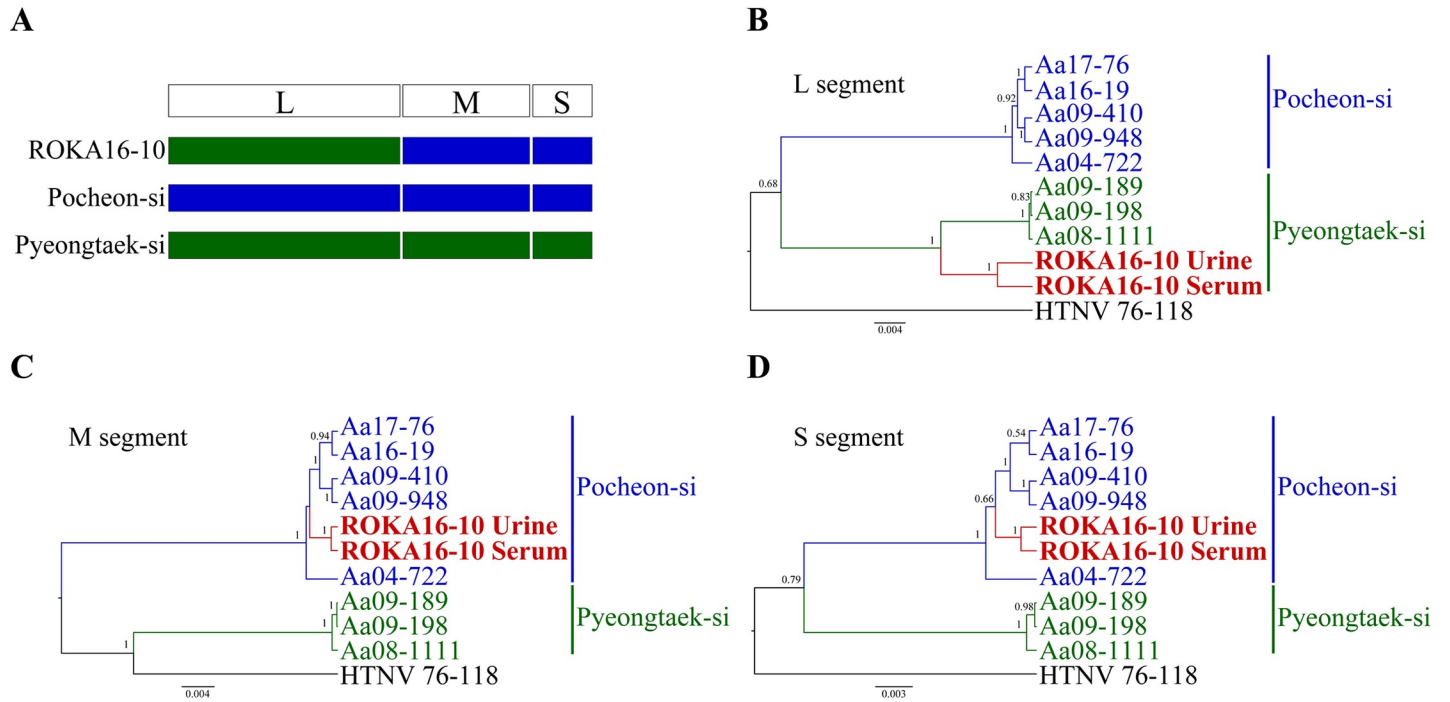 A
L M S
ROKA16-10
Pocheon-si
Pyeongtaek-si
B
L segment
Aa17-76
Aa16-19
Aa09-410
Aa09-948
Aa04-722
Aa09-189
Aa09-198
Aa08-1111
ROKA16-10 Urine
ROKA16-10 Serum
HTNV 76-118
Pocheon-si
Pyeongtaek-si
1
0.92
1
1
0.68
0.83
1
1
1
0.004
C
M segment
Aa17-76
Aa16-19
Aa09-410
Aa09-948
ROKA16-10 Urine
ROKA16-10 Serum
Aa04-722
Aa09-189
Aa09-198
Aa08-1111
HTNV 76-118
Pocheon-si
Pyeongtaek-si
0.94
1
1
1
1
1
1
1
0.004
D
S segment
Aa17-76
Aa16-19
Aa09-410
Aa09-948
ROKA16-10 Urine
ROKA16-10 Serum
Aa04-722
Aa09-189
Aa09-198
Aa08-1111
HTNV 76-118
Pocheon-si
Pyeongtaek-si
0.54
1
1
0.66
1
1
0.79
0.98
1
0.003